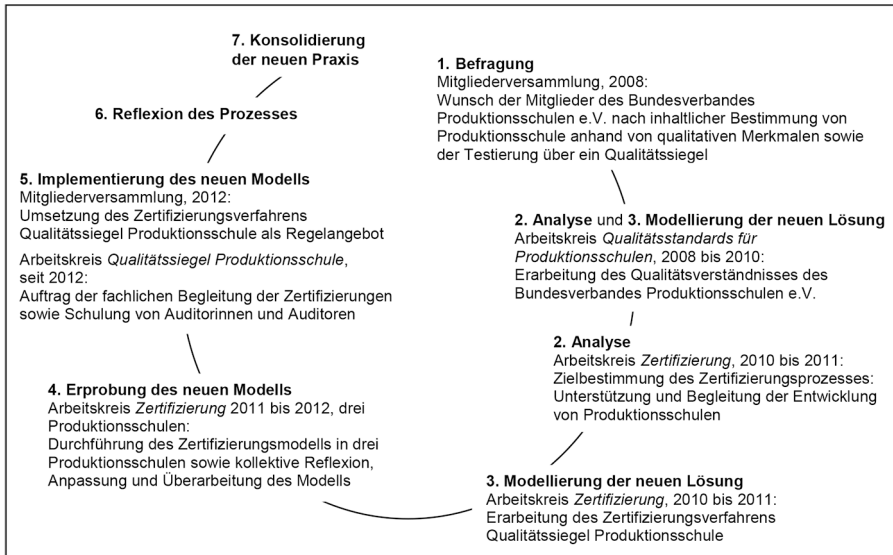 7. Konsolidierung
der neuen Praxis
6. Reflexion des Prozesses
5. Implementierung des neuen Modells
Mitgliederversammlung, 2012:
Umsetzung des Zertifizierungsverfahrens
Qualitätssiegel Produktionsschule als Regelangebot
Arbeitskreis Qualitätssiegel Produktionsschule,
seit 2012:
Auftrag der fachlichen Begleitung der Zertifizierungen
sowie Schulung von Auditorinnen und Auditoren
4. Erprobung des neuen Modells
Arbeitskreis Zertifizierung 2011 bis 2012, drei
Produktionsschulen:
Durchführung des Zertifizierungsmodells in drei
Produktionsschulen sowie kollektive Reflexion,
Anpassung und Überarbeitung des Modells
1. Befragung
Mitgliederversammlung, 2008:
Wunsch der Mitglieder des Bundesverbandes
Produktionsschulen e.V. nach inhaltlicher Bestimmung von
Produktionsschule anhand von qualitativen Merkmalen sowie
der Testierung über ein Qualitätssiegel
2. Analyse und 3. Modellierung der neuen Lösung
Arbeitskreis Qualitätsstandards für
Produktionsschulen, 2008 bis 2010:
Erarbeitung des Qualitätsverständnisses des
Bundesverbandes Produktionsschulen e.V.
2. Analyse
Arbeitskreis Zertifizierung, 2010 bis 2011:
Zielbestimmung des Zertifizierungsprozesses:
Unterstützung und Begleitung der Entwicklung
von Produktionsschulen
3. Modellierung der neuen Lösung
Arbeitskreis Zertifizierung, 2010 bis 2011:
Erarbeitung des Zertifizierungsverfahrens
Qualitätssiegel Produktionsschule